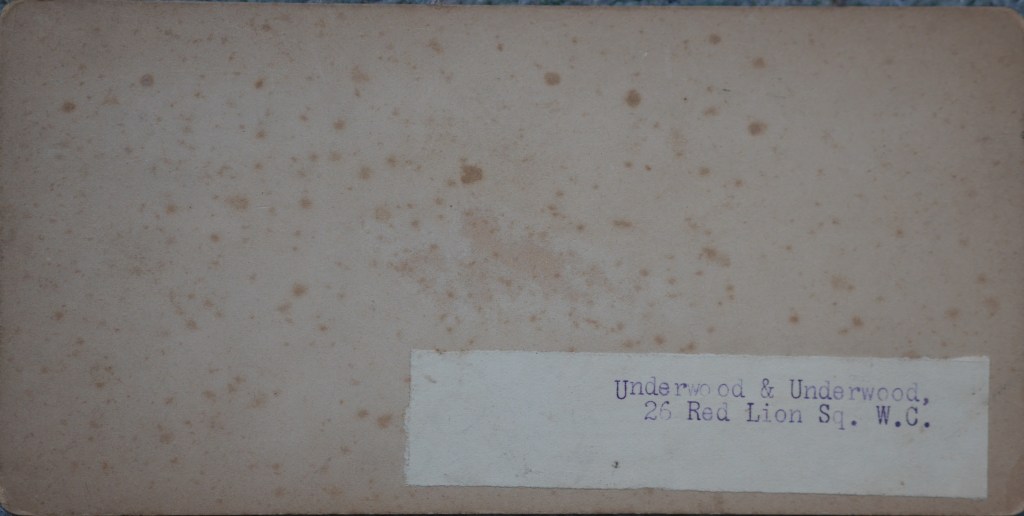 Underwood & Underwood,
26 Red Lion Sq. W.C.